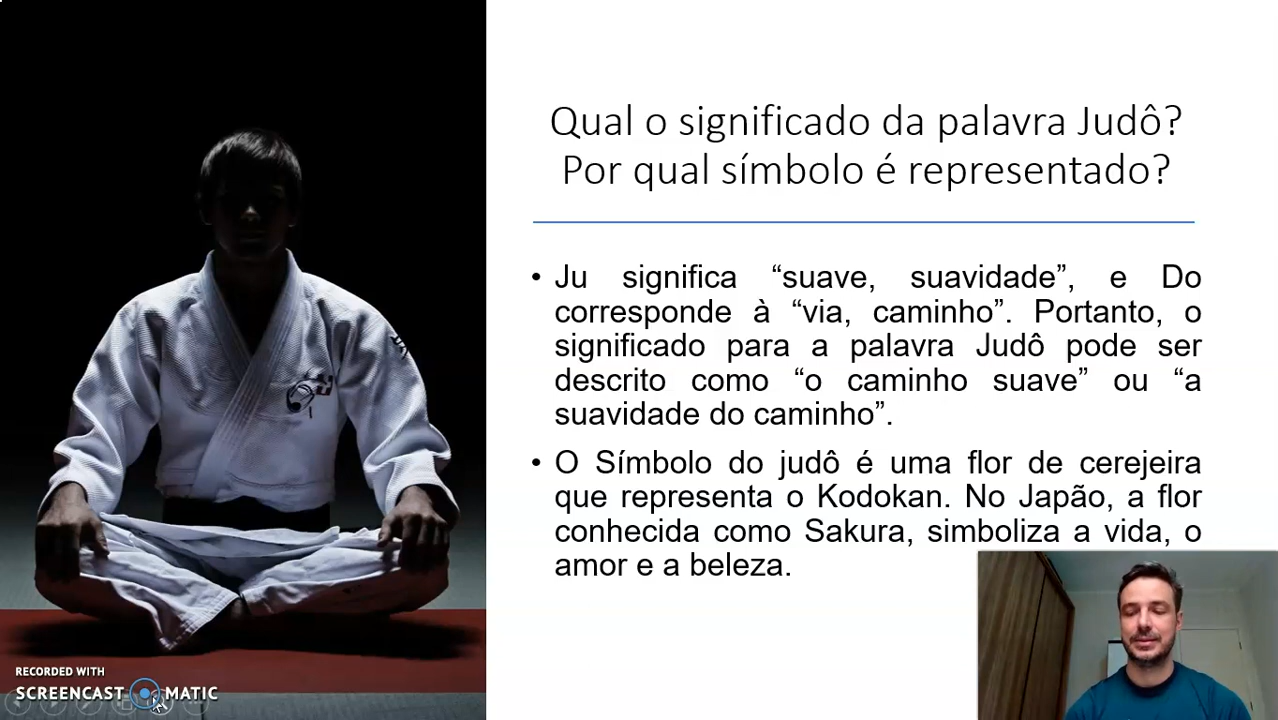 Qual o significado da palavra Judô?
Por qual símbolo é representado?
• Ju significa “suave, suavidade”, e Do
corresponde à “via, caminho”. Portanto, o
significado para a palavra Judô pode ser
descrito como “o caminho suave” ou “a
suavidade do caminho”.
• O Símbolo do judô é uma flor de cerejeira
que representa o Kodokan. No Japão, a flor
conhecida como Sakura, simboliza a vida, o
amor e a beleza.
RECORDED WITH
SCREENCAST MATIC